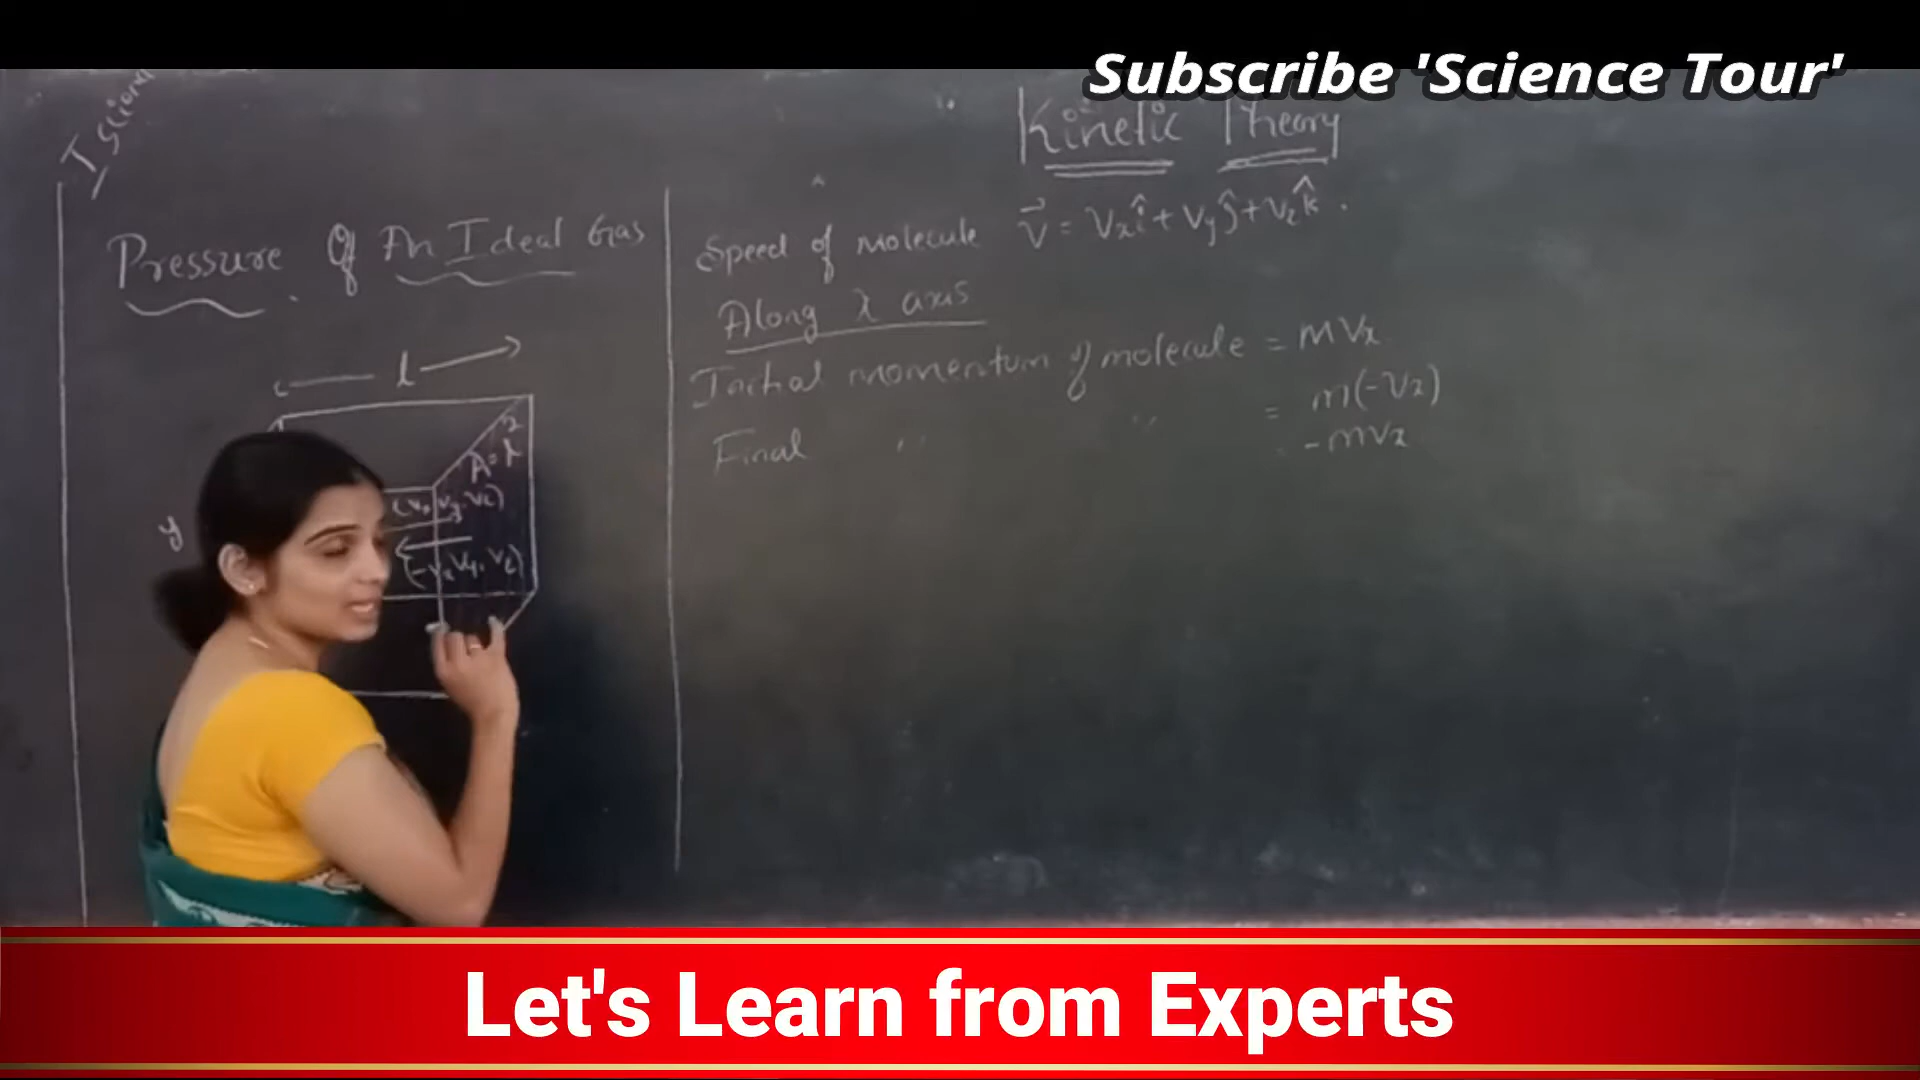 Subscribe 'Science Tour'
Kinetic Theory
Pressure Of An Ideal Gas
l
A = l²
y
(vx, vy, vz)
(-vx, vy, vz)
Speed of molecule v⃗ = Vxî + Vyĵ + Vzk̂.
Along x axis
Initial momentum of molecule = mVx
Final " " = m(-Vx)
-mvx
Let's Learn from Experts